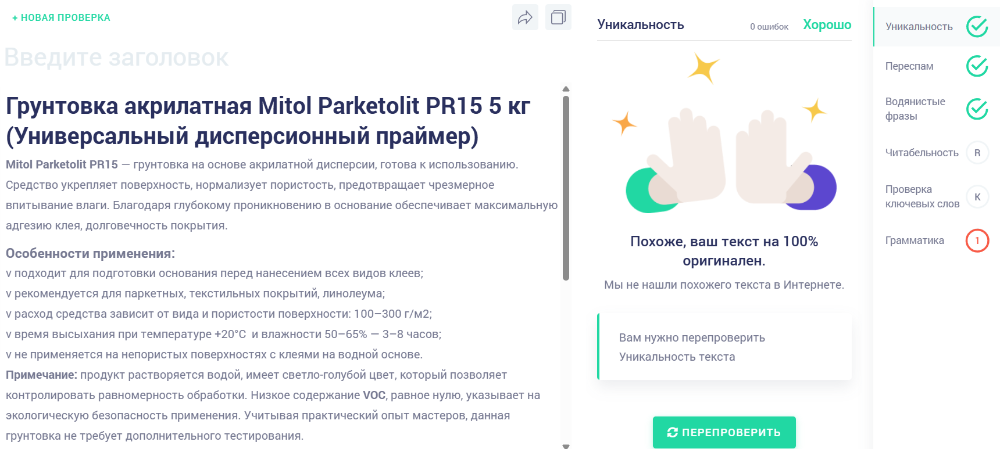 + НОВАЯ ПРОВЕРКА
Введите заголовок
Грунтовка акрилатная Mitol Parketolit PR15 5 кг
(Универсальный дисперсионный праймер)
Mitol Parketolit PR15 — грунтовка на основе акрилатной дисперсии, готова к использованию.
Средство укрепляет поверхность, нормализует пористость, предотвращает чрезмерное
впитывание влаги. Благодаря глубокому проникновению в основание обеспечивает максимальную
адгезию клея, долговечность покрытия.
Особенности применения:
v подходит для подготовки основания перед нанесением всех видов клеев;
v рекомендуется для паркетных, текстильных покрытий, линолеума;
v расход средства зависит от вида и пористости поверхности: 100–300 г/м2;
v время высыхания при температуре +20°C  и влажности 50–65% — 3–8 часов;
v не применяется на непористых поверхностях с клеями на водной основе.
Примечание: продукт растворяется водой, имеет светло-голубой цвет, который позволяет
контролировать равномерность обработки. Низкое содержание VOC, равное нулю, указывает на
экологическую безопасность применения. Учитывая практический опыт мастеров, данная
грунтовка не требует дополнительного тестирования.
Уникальность 0 ошибок Хорошо
Похоже, ваш текст на 100%
оригинален.
Мы не нашли похожего текста в Интернете.
Вам нужно перепроверить
Уникальность текста
ПЕРЕПРОВЕРИТЬ
Уникальность
Переспам
Водянистые
фразы
Читабельность R
Проверка
ключевых слов K
Грамматика 1